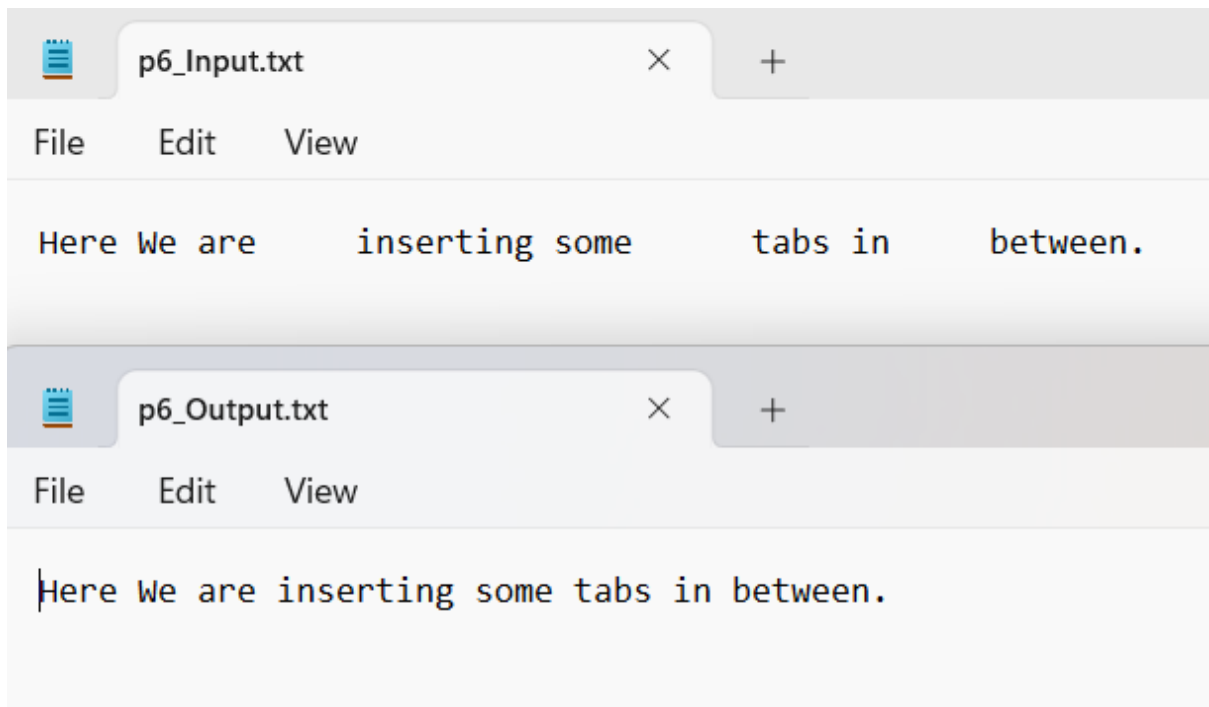 p6_Input.txt
File Edit View
Here We are     inserting some      tabs in     between.
p6_Output.txt
File Edit View
Here We are inserting some tabs in between.